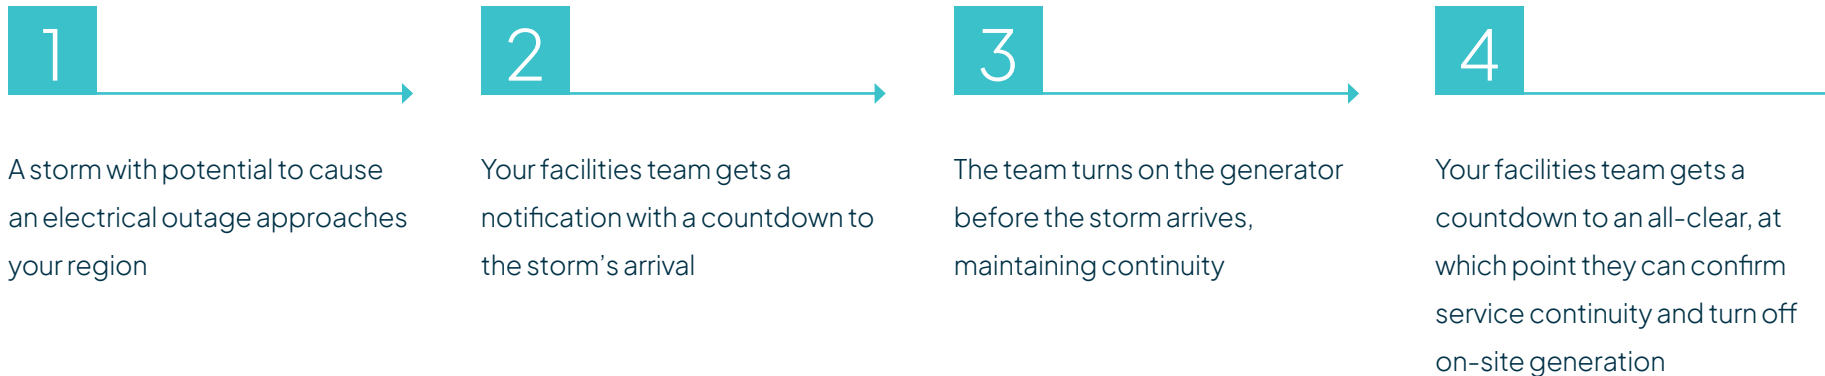 1
A storm with potential to cause
an electrical outage approaches
your region
2
Your facilities team gets a
notification with a countdown to
the storm’s arrival
3
The team turns on the generator
before the storm arrives,
maintaining continuity
4
Your facilities team gets a
countdown to an all-clear, at
which point they can confirm
service continuity and turn off
on-site generation